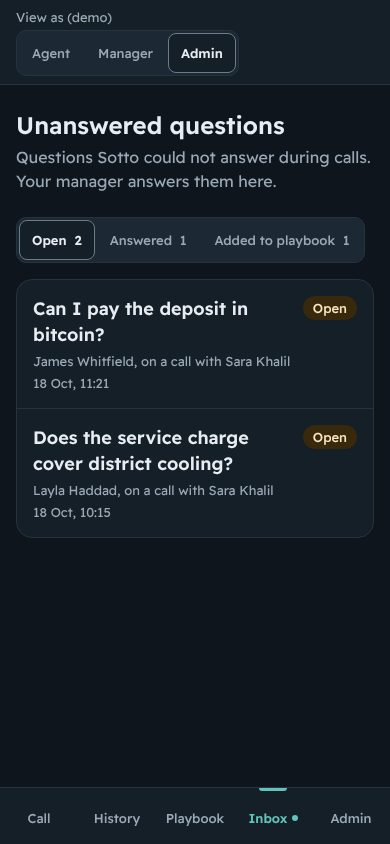 View as (demo)
Agent Manager Admin
Unanswered questions
Questions Sotto could not answer during calls.
Your manager answers them here.
Open 2 Answered 1 Added to playbook 1
Can I pay the deposit in
bitcoin?
Open
James Whitfield, on a call with Sara Khalil
18 Oct, 11:21
Does the service charge
cover district cooling?
Open
Layla Haddad, on a call with Sara Khalil
18 Oct, 10:15
Call History Playbook Inbox Admin